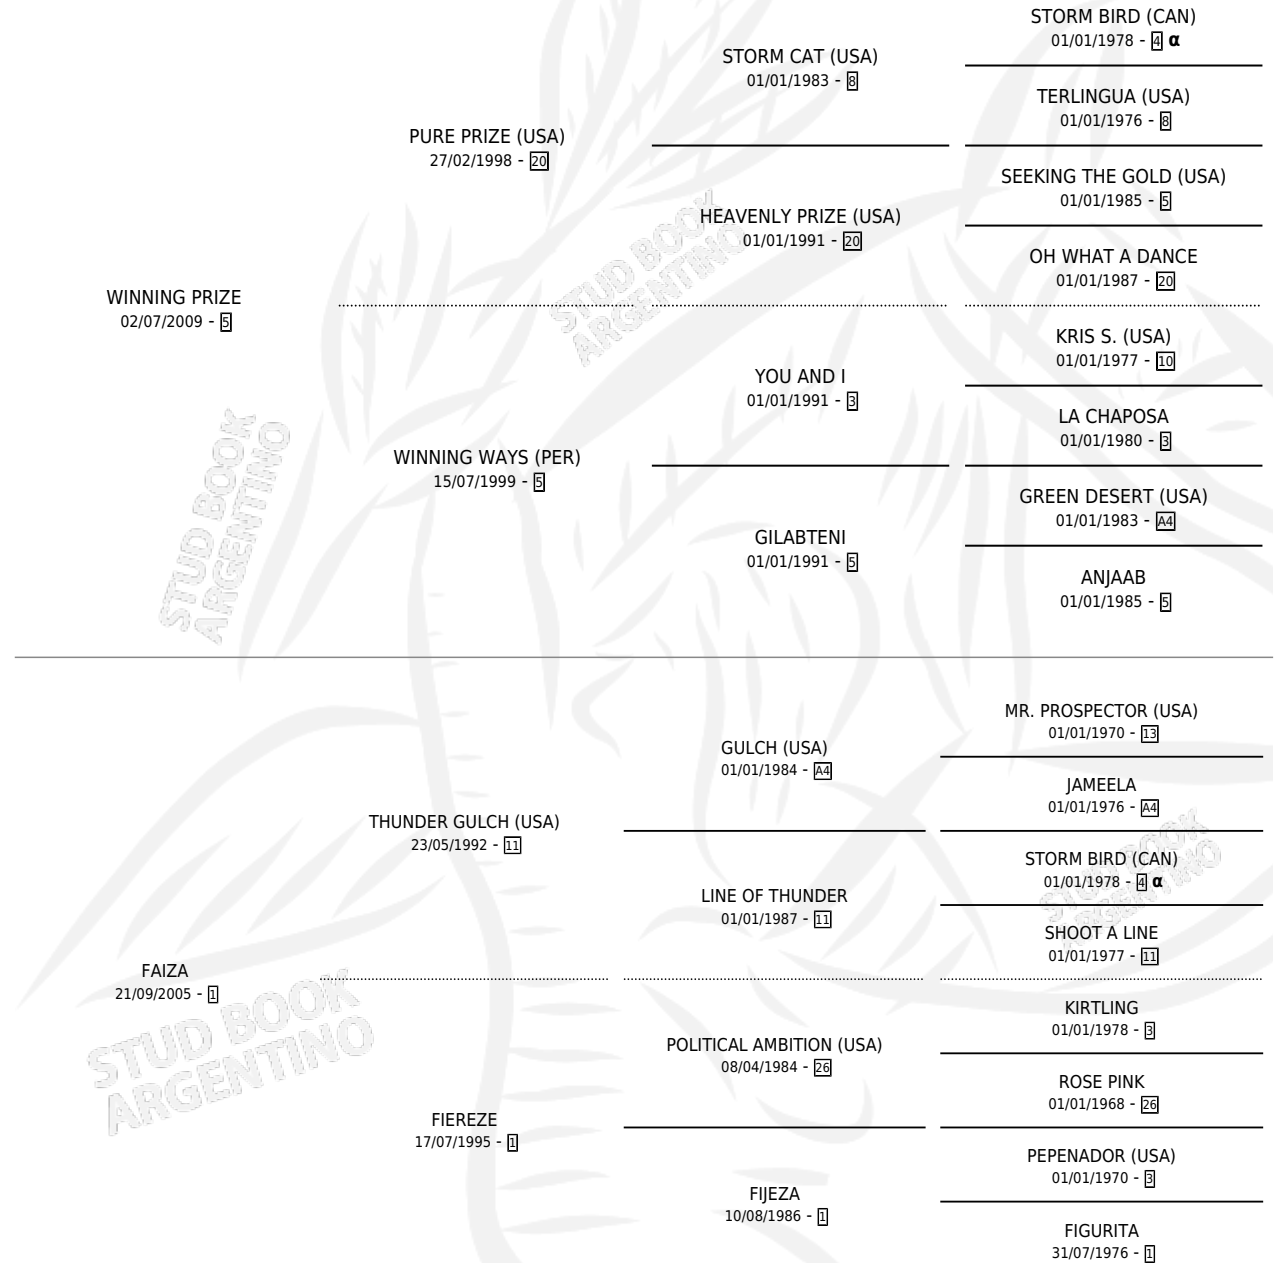 STORM BIRD (CAN)
01/01/1978 - 4 α
STORM CAT (USA)
01/01/1983 - 8
TERLINGUA (USA)
01/01/1976 - 8
PURE PRIZE (USA)
27/02/1998 - 20
SEEKING THE GOLD (USA)
01/01/1985 - 5
HEAVENLY PRIZE (USA)
01/01/1991 - 20
OH WHAT A DANCE
01/01/1987 - 20
STUD BOOK
ARGENTINO
WINNING PRIZE
02/07/2009 - 5
KRIS S. (USA)
01/01/1977 - 10
YOU AND I
01/01/1991 - 3
LA CHAPOSA
01/01/1980 - 3
WINNING WAYS (PER)
15/07/1999 - 5
GREEN DESERT (USA)
01/01/1983 - A4
GILABTENI
01/01/1991 - 5
ANJAAB
01/01/1985 - 5
STUD BOOK
ARGENTINO
MR. PROSPECTOR (USA)
01/01/1970 - 13
GULCH (USA)
01/01/1984 - A4
JAMEELA
01/01/1976 - A4
THUNDER GULCH (USA)
23/05/1992 - 11
STORM BIRD (CAN)
01/01/1978 - 4 α
LINE OF THUNDER
01/01/1987 - 11
SHOOT A LINE
01/01/1977 - 11
STUD BOOK
ARGENTINO
FAIZA
21/09/2005 - 1
KIRTLING
01/01/1978 - 3
POLITICAL AMBITION (USA)
08/04/1984 - 26
ROSE PINK
01/01/1968 - 26
STUD BOOK
ARGENTINO
FIEREZE
17/07/1995 - 1
PEPENADOR (USA)
01/01/1970 - 3
FIJEZA
10/08/1986 - 1
FIGURITA
31/07/1976 - 1